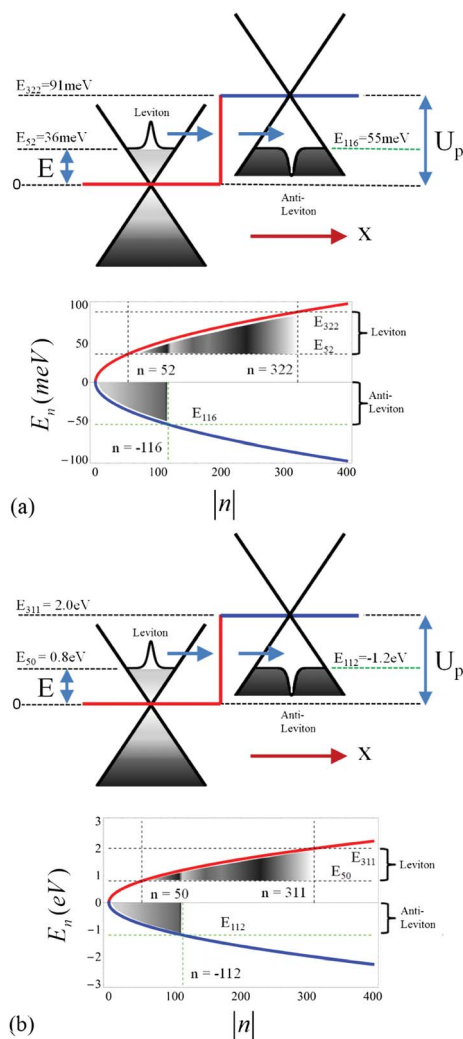 E322=91meV
Leviton
E52=36meV
E116=55meV
E
Up
0
Anti-
Leviton
X
En (meV)
100
50
0
−50
−100
E322
E52
n = 52
n = 322
E116
n = -116
Leviton
Anti-
Leviton
0
100
200
300
400
|n|
(a)
E311=2.0eV
Leviton
E50= 0.8eV
E112=-1.2eV
E
Up
0
Anti-
Leviton
X
En (eV)
3
2
1
0
−1
−2
−3
E311
E50
n = 50
n = 311
E112
n = -112
Leviton
Anti-
Leviton
0
100
200
300
400
|n|
(b)